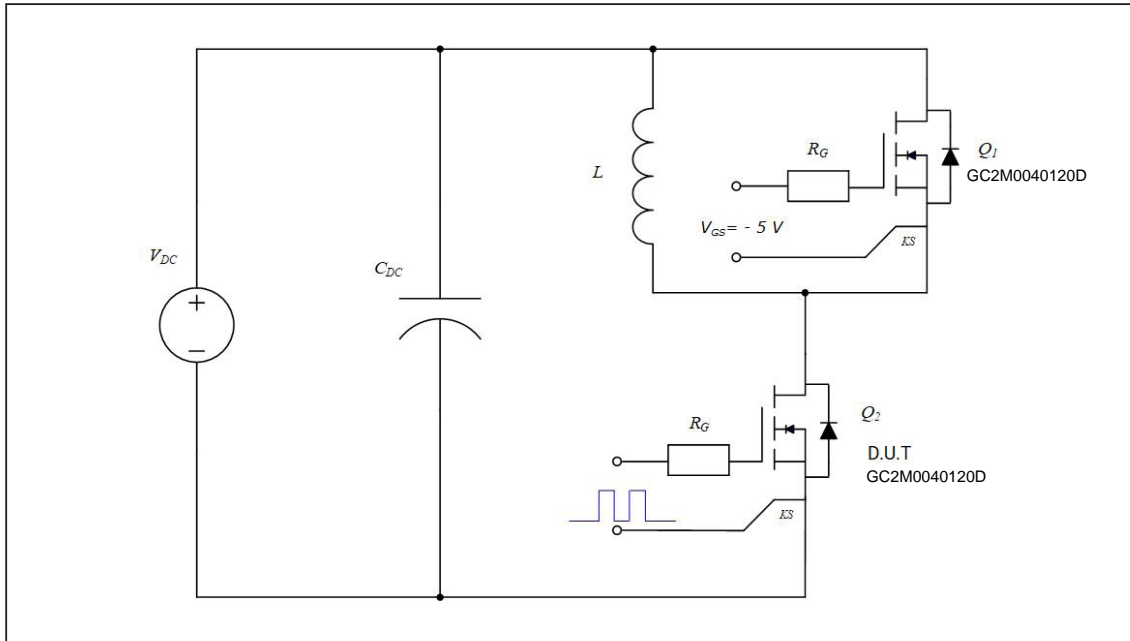 R_G
Q_1
GC2M0040120D
L
V_GS= - 5 V
KS
V_DC
C_DC
+
−
R_G
Q_2
D.U.T
GC2M0040120D
KS